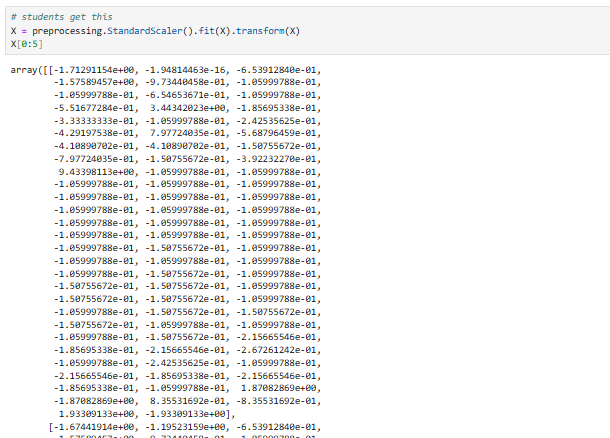 # students get this
X = preprocessing.StandardScaler().fit(X).transform(X)
X[0:5]
array([[-1.71291154e+00, -1.94814463e-16, -6.53912840e-01,
-1.57589457e+00, -9.73440458e-01, -1.05999788e-01,
-1.05999788e-01, -6.54653671e-01, -1.05999788e-01,
-5.51677284e-01, 3.44342023e+00, -1.85695338e-01,
-3.33333333e-01, -1.05999788e-01, -2.42535625e-01,
-4.29197538e-01, 7.97724035e-01, -5.68796459e-01,
-4.10890702e-01, -4.10890702e-01, -1.50755672e-01,
-7.97724035e-01, -1.50755672e-01, -3.92232270e-01,
9.43398113e+00, -1.05999788e-01, -1.05999788e-01,
-1.05999788e-01, -1.05999788e-01, -1.05999788e-01,
-1.05999788e-01, -1.05999788e-01, -1.05999788e-01,
-1.05999788e-01, -1.05999788e-01, -1.05999788e-01,
-1.05999788e-01, -1.05999788e-01, -1.05999788e-01,
-1.05999788e-01, -1.05999788e-01, -1.05999788e-01,
-1.05999788e-01, -1.50755672e-01, -1.05999788e-01,
-1.05999788e-01, -1.05999788e-01, -1.05999788e-01,
-1.05999788e-01, -1.50755672e-01, -1.05999788e-01,
-1.50755672e-01, -1.50755672e-01, -1.05999788e-01,
-1.50755672e-01, -1.50755672e-01, -1.05999788e-01,
-1.05999788e-01, -1.50755672e-01, -1.50755672e-01,
-1.50755672e-01, -1.05999788e-01, -1.05999788e-01,
-1.05999788e-01, -1.50755672e-01, -2.15665546e-01,
-1.85695338e-01, -2.15665546e-01, -2.67261242e-01,
-1.05999788e-01, -2.42535625e-01, -1.05999788e-01,
-2.15665546e-01, -1.85695338e-01, -2.15665546e-01,
-1.85695338e-01, -1.05999788e-01, 1.87082869e+00,
-1.87082869e+00, 8.35531692e-01, -8.35531692e-01,
1.93309133e+00, -1.93309133e+00],
[-1.67441914e+00, -1.19523159e+00, -6.53912840e-01,